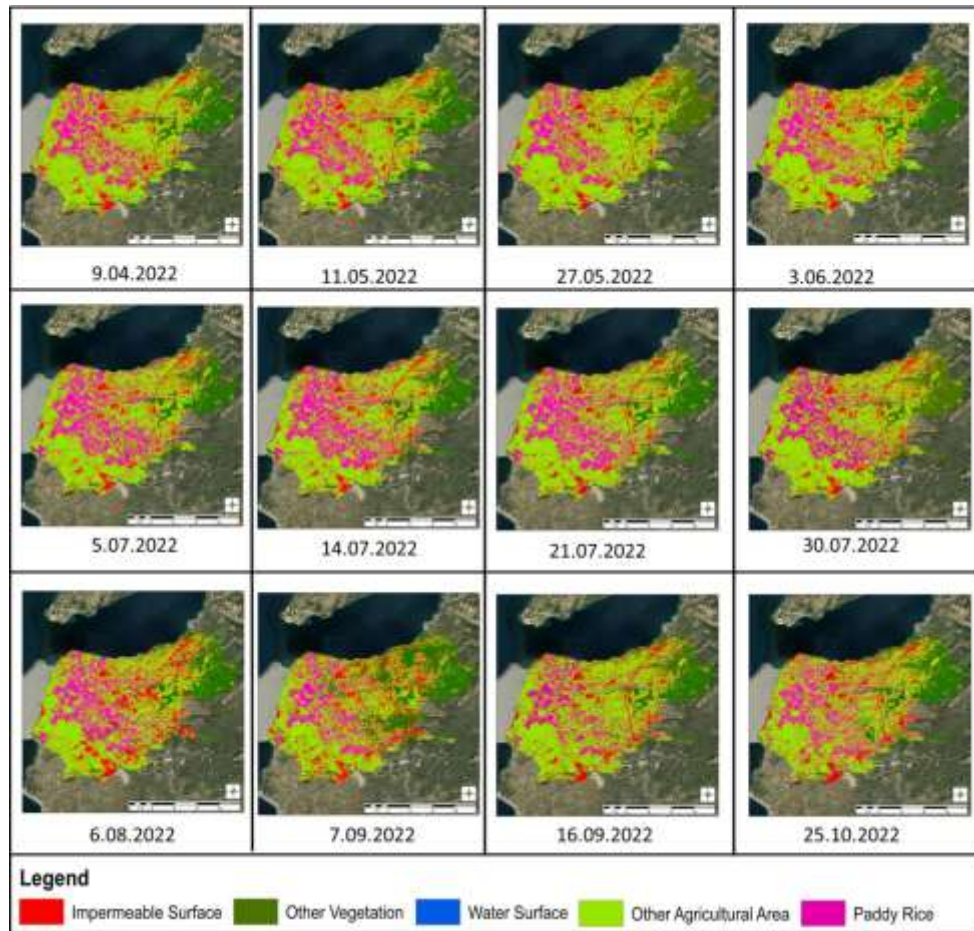 9.04.2022
11.05.2022
27.05.2022
3.06.2022
5.07.2022
14.07.2022
21.07.2022
30.07.2022
6.08.2022
7.09.2022
16.09.2022
25.10.2022
Legend
Impermeable Surface
Other Vegetation
Water Surface
Other Agricultural Area
Paddy Rice